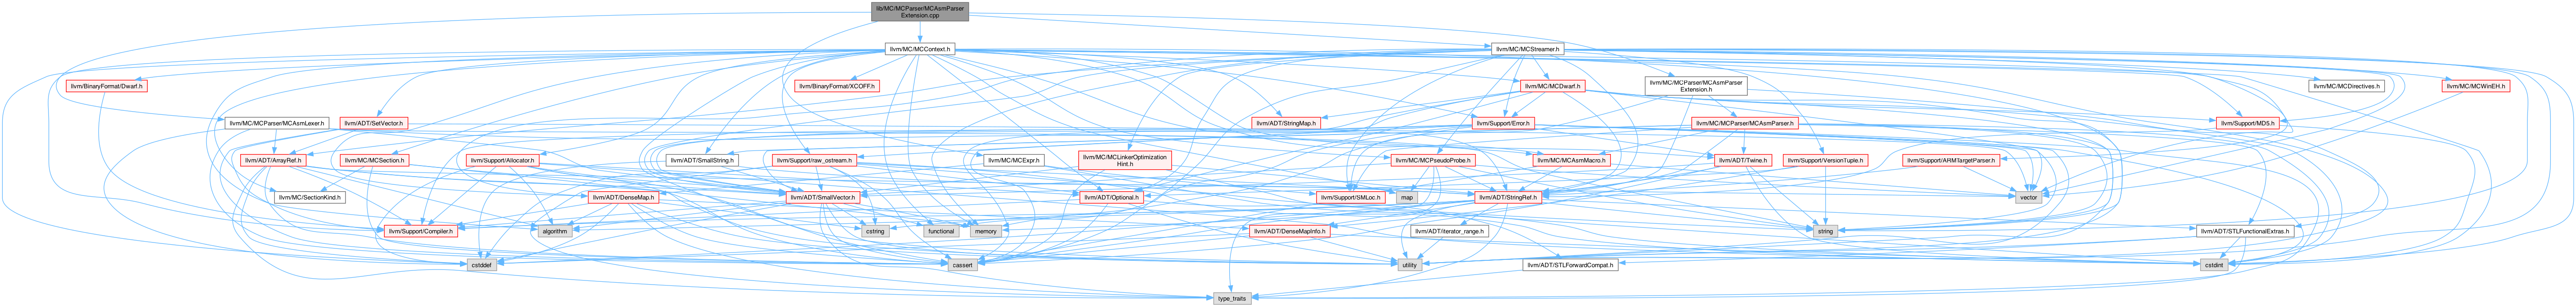 lib/MC/MCParser/MCAsmParser
Extension.cpp
llvm/MC/MCContext.h
llvm/MC/MCStreamer.h
llvm/BinaryFormat/Dwarf.h
llvm/BinaryFormat/XCOFF.h
llvm/MC/MCDwarf.h
llvm/MC/MCParser/MCAsmParser
Extension.h
llvm/MC/MCDirectives.h
llvm/MC/MCWinEH.h
llvm/MC/MCParser/MCAsmLexer.h
llvm/ADT/SetVector.h
llvm/ADT/StringMap.h
llvm/Support/Error.h
llvm/MC/MCParser/MCAsmParser.h
llvm/Support/MD5.h
llvm/ADT/ArrayRef.h
llvm/MC/MCSection.h
llvm/Support/Allocator.h
llvm/ADT/SmallString.h
llvm/Support/raw_ostream.h
llvm/MC/MCExpr.h
llvm/MC/MCLinkerOptimization
Hint.h
llvm/MC/MCPseudoProbe.h
llvm/MC/MCAsmMacro.h
llvm/ADT/Twine.h
llvm/Support/VersionTuple.h
llvm/Support/ARMTargetParser.h
llvm/MC/SectionKind.h
llvm/ADT/DenseMap.h
llvm/ADT/SmallVector.h
llvm/ADT/Optional.h
llvm/Support/SMLoc.h
map
llvm/ADT/StringRef.h
vector
llvm/Support/Compiler.h
algorithm
cstring
functional
memory
llvm/ADT/DenseMapInfo.h
llvm/ADT/iterator_range.h
string
llvm/ADT/STLFunctionalExtras.h
cstddef
cassert
utility
llvm/ADT/STLForwardCompat.h
cstdint
type_traits